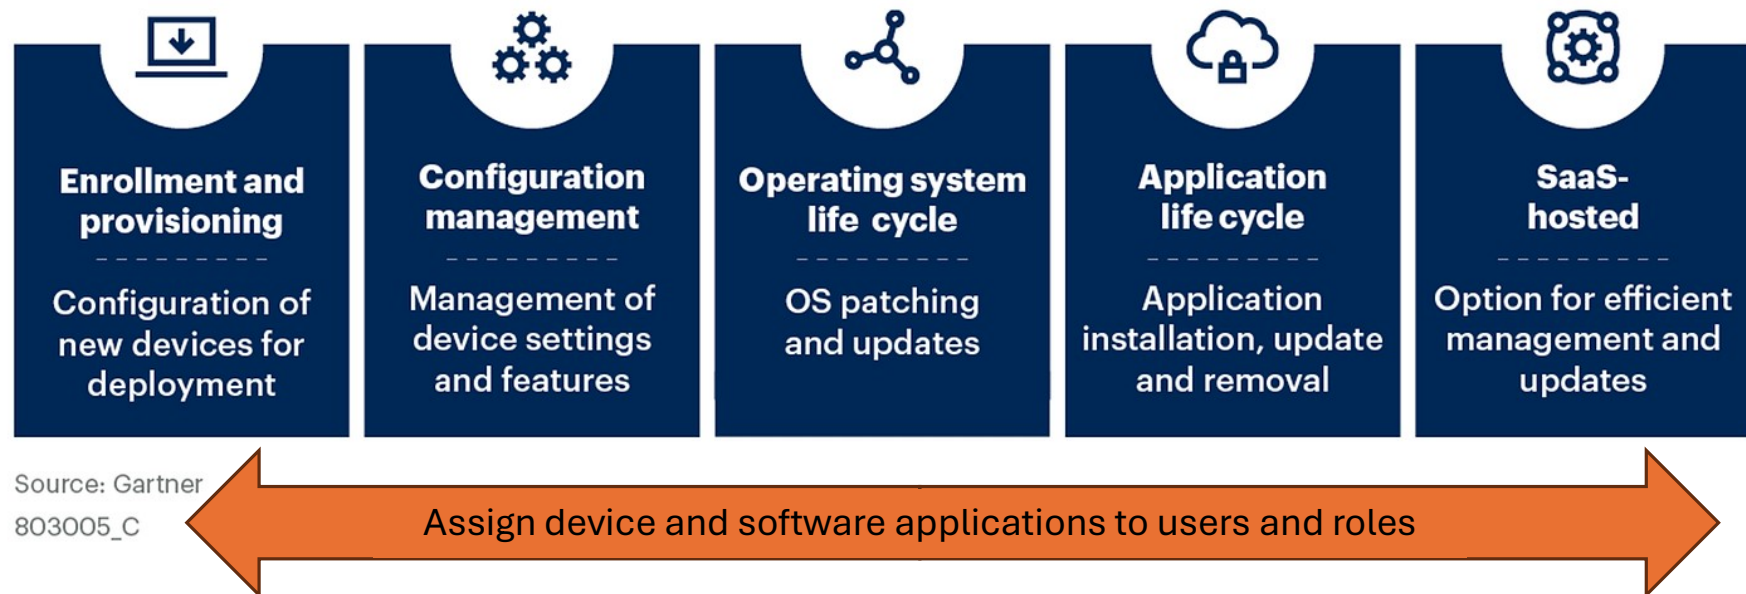 Enrollment and
provisioning
Configuration of
new devices for
deployment
Configuration
management
Management of
device settings
and features
Operating system
life cycle
OS patching
and updates
Application
life cycle
Application
installation, update
and removal
SaaS-
hosted
Option for efficient
management and
updates
Source: Gartner
803005_C
Assign device and software applications to users and roles